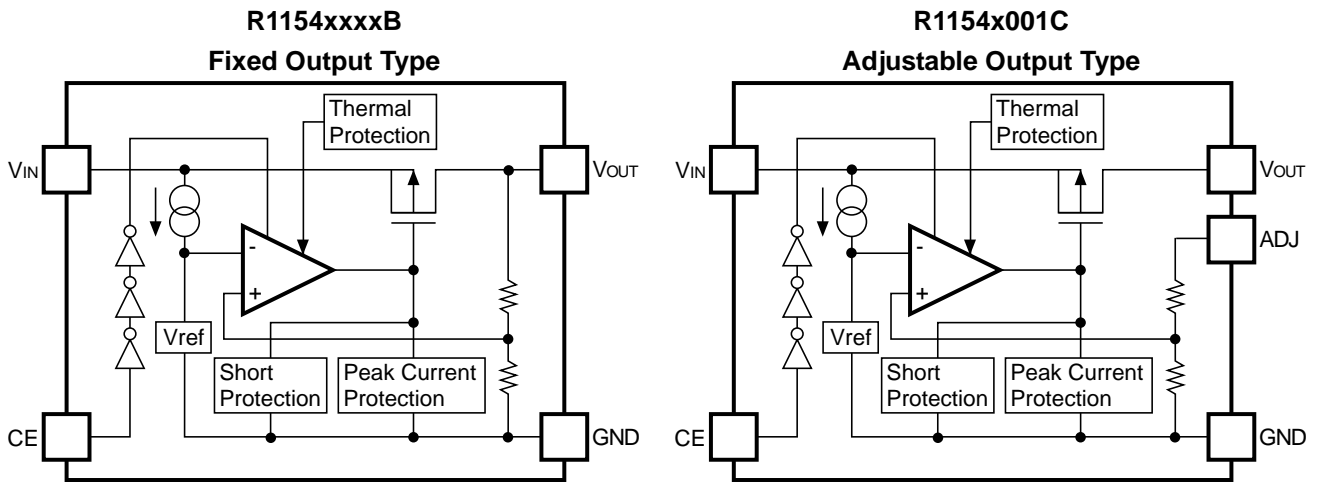 R1154xxxxB
Fixed Output Type
Thermal
Protection
VIN
VOUT
-
+
Vref
Short
Protection
Peak Current
Protection
CE
GND
R1154x001C
Adjustable Output Type
Thermal
Protection
VIN
VOUT
ADJ
-
+
Vref
Short
Protection
Peak Current
Protection
CE
GND